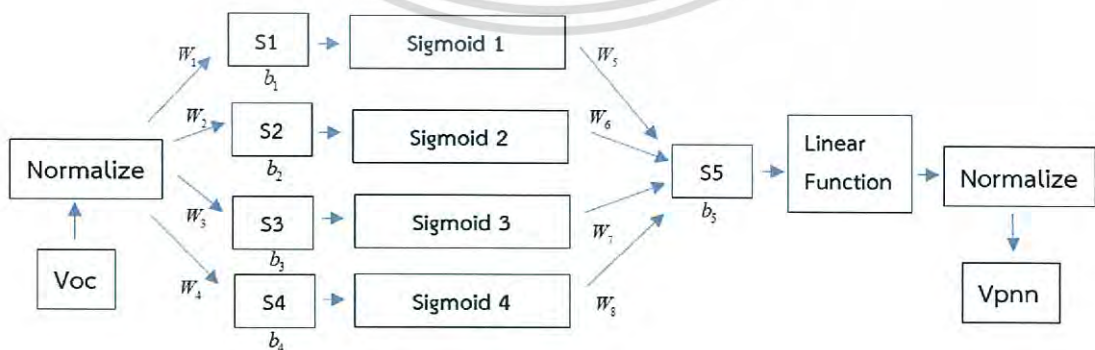 S1
Sigmoid 1
W₁
W₅
b₁
W₂
S2
Sigmoid 2
W₆
Linear
Function
Normalize
b₂
S5
Normalize
W₃
S3
Sigmoid 3
b₅
W₇
b₃
Voc
W₄
S4
Sigmoid 4
W₈
Vpnn
b₄